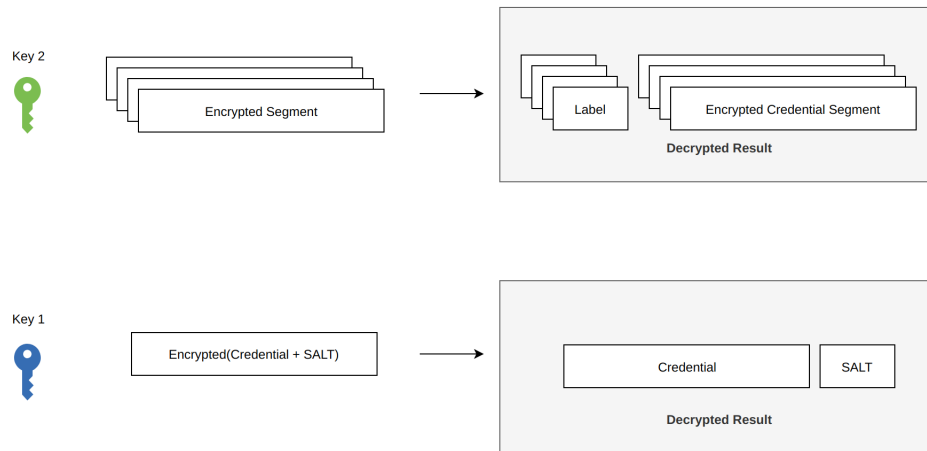 Key 2
Encrypted Segment
Label
Encrypted Credential Segment
Decrypted Result
Key 1
Encrypted(Credential + SALT)
Credential
SALT
Decrypted Result